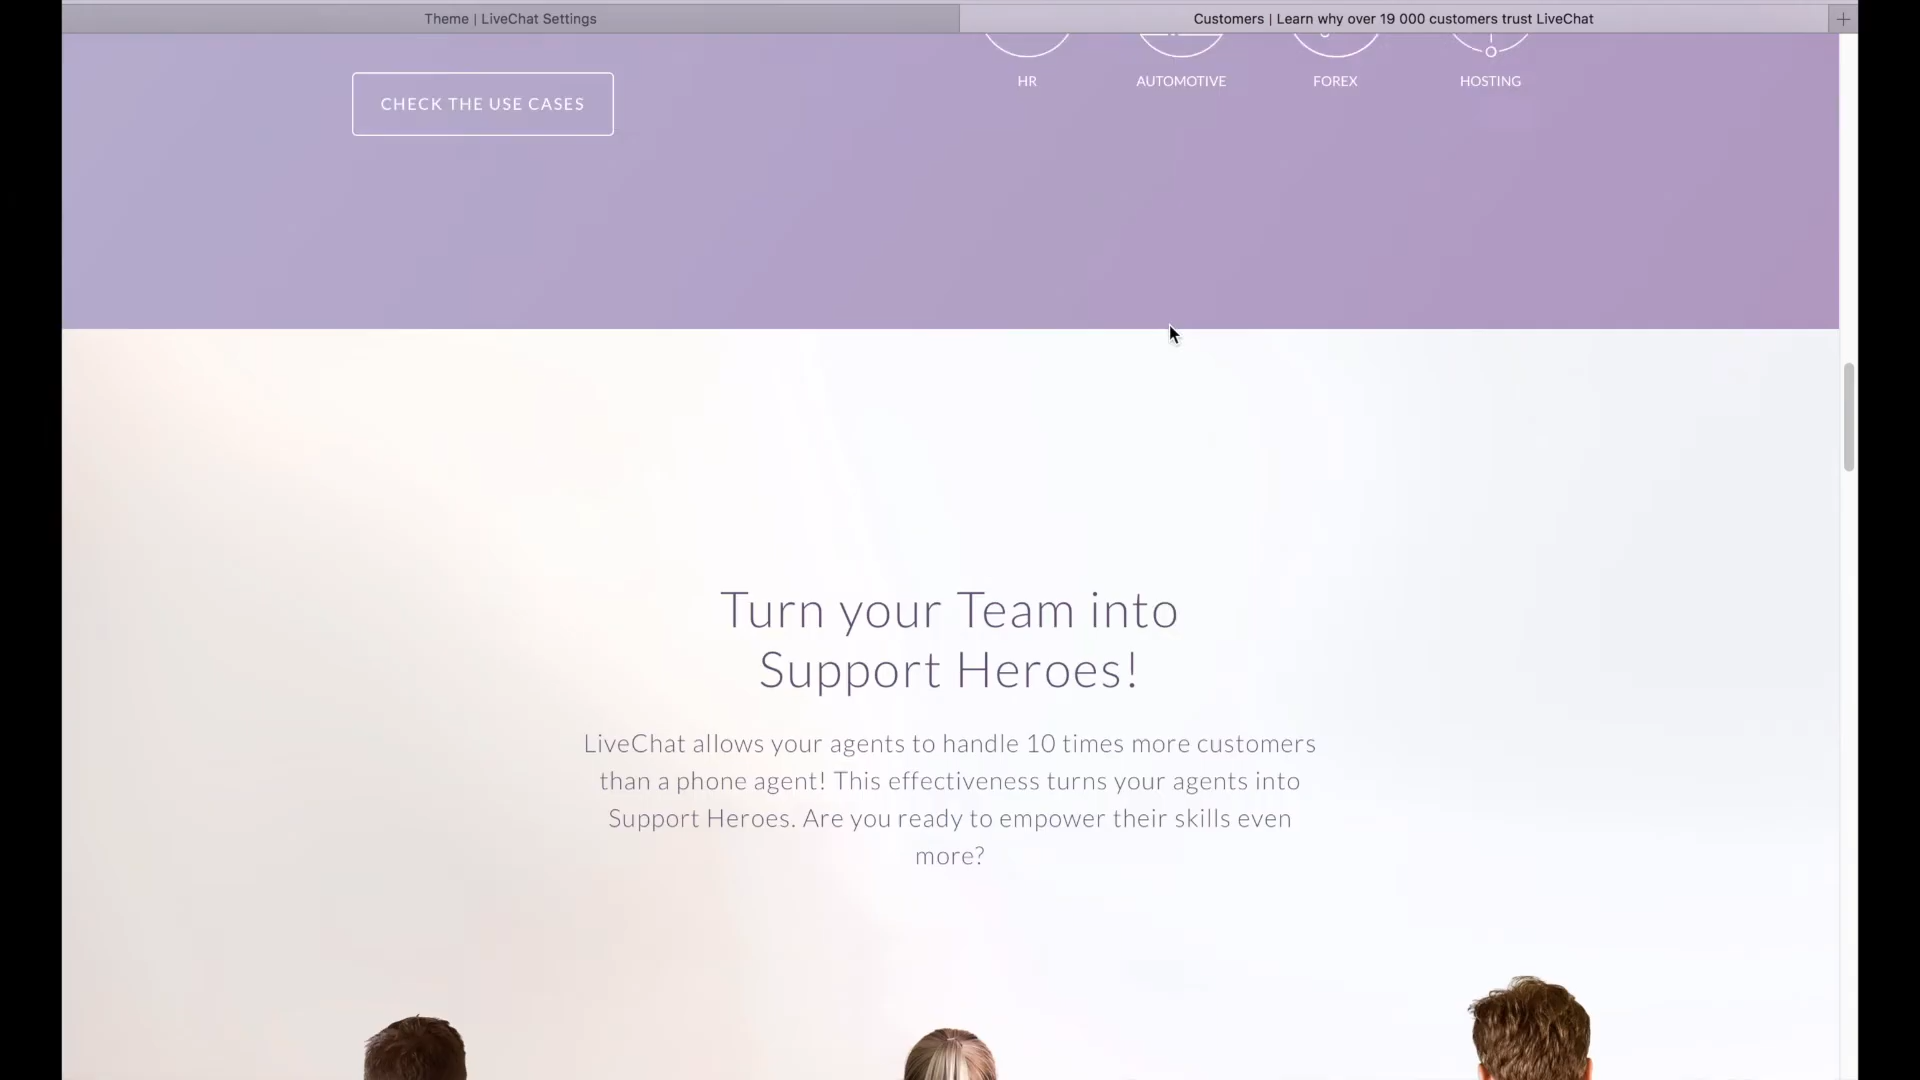 Theme | LiveChat Settings
Customers | Learn why over 19 000 customers trust LiveChat
HR
AUTOMOTIVE
FOREX
HOSTING
CHECK THE USE CASES
Turn your Team into
Support Heroes!
LiveChat allows your agents to handle 10 times more customers
than a phone agent! This effectiveness turns your agents into
Support Heroes. Are you ready to empower their skills even
more?